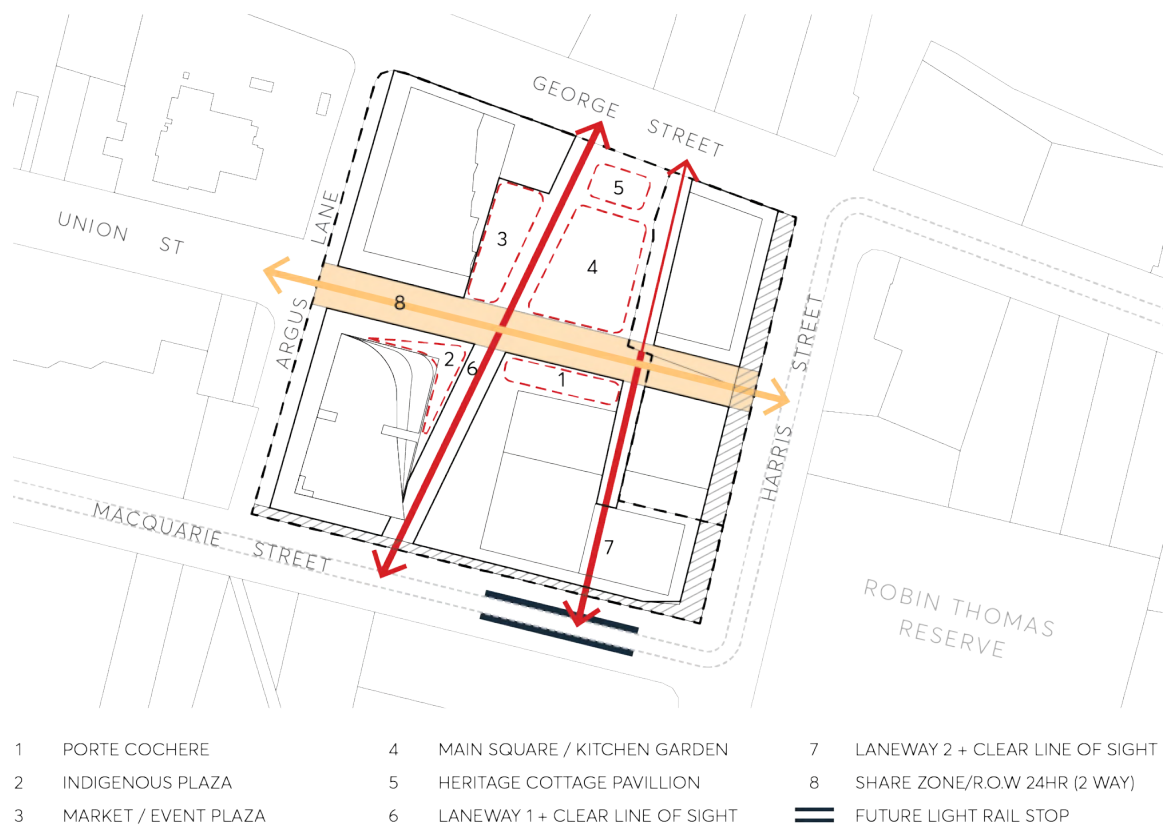 GEORGE STREET
5
UNION ST
LANE
3
4
8
ARGUS
STREET
2
6
1
HARRIS
MACQUARIE STREET
7
ROBIN THOMAS
RESERVE
1 PORTE COCHERE
2 INDIGENOUS PLAZA
3 MARKET / EVENT PLAZA
4 MAIN SQUARE / KITCHEN GARDEN
5 HERITAGE COTTAGE PAVILLION
6 LANEWAY 1 + CLEAR LINE OF SIGHT
7 LANEWAY 2 + CLEAR LINE OF SIGHT
8 SHARE ZONE/R.O.W 24HR (2 WAY)
FUTURE LIGHT RAIL STOP